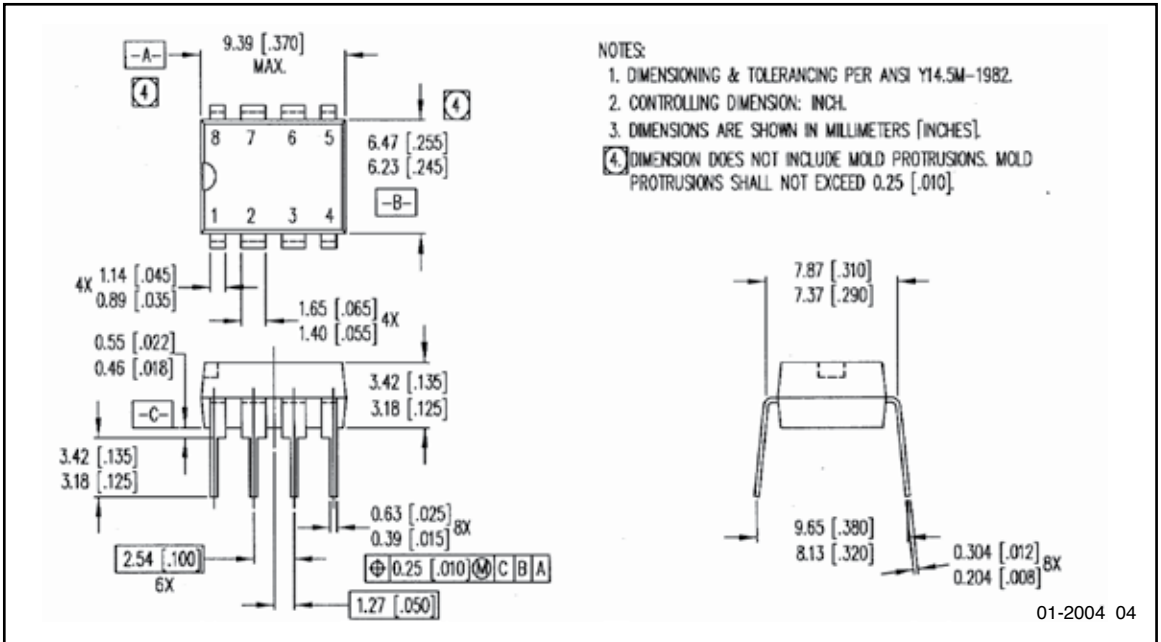 -A-
9.39 [.370]
MAX.
4
4
8 7 6 5
6.47 [.255]
6.23 [.245]
-B-
1 2 3 4
4X 1.14 [.045]
0.89 [.035]
1.65 [.065] 4X
1.40 [.055]
0.55 [.022]
0.46 [.018]
3.42 [.135]
3.18 [.125]
-C-
3.42 [.135]
3.18 [.125]
0.63 [.025] 8X
0.39 [.015]
2.54 [.100]
6X
⌖ 0.25 [.010] Ⓜ C B A
1.27 [.050]
NOTES:
1. DIMENSIONING & TOLERANCING PER ANSI Y14.5M-1982.
2. CONTROLLING DIMENSION: INCH.
3. DIMENSIONS ARE SHOWN IN MILLIMETERS [INCHES].
4. DIMENSION DOES NOT INCLUDE MOLD PROTRUSIONS. MOLD
PROTRUSIONS SHALL NOT EXCEED 0.25 [.010].
7.87 [.310]
7.37 [.290]
9.65 [.380]
8.13 [.320]
0.304 [.012] 8X
0.204 [.008]
01-2004 04